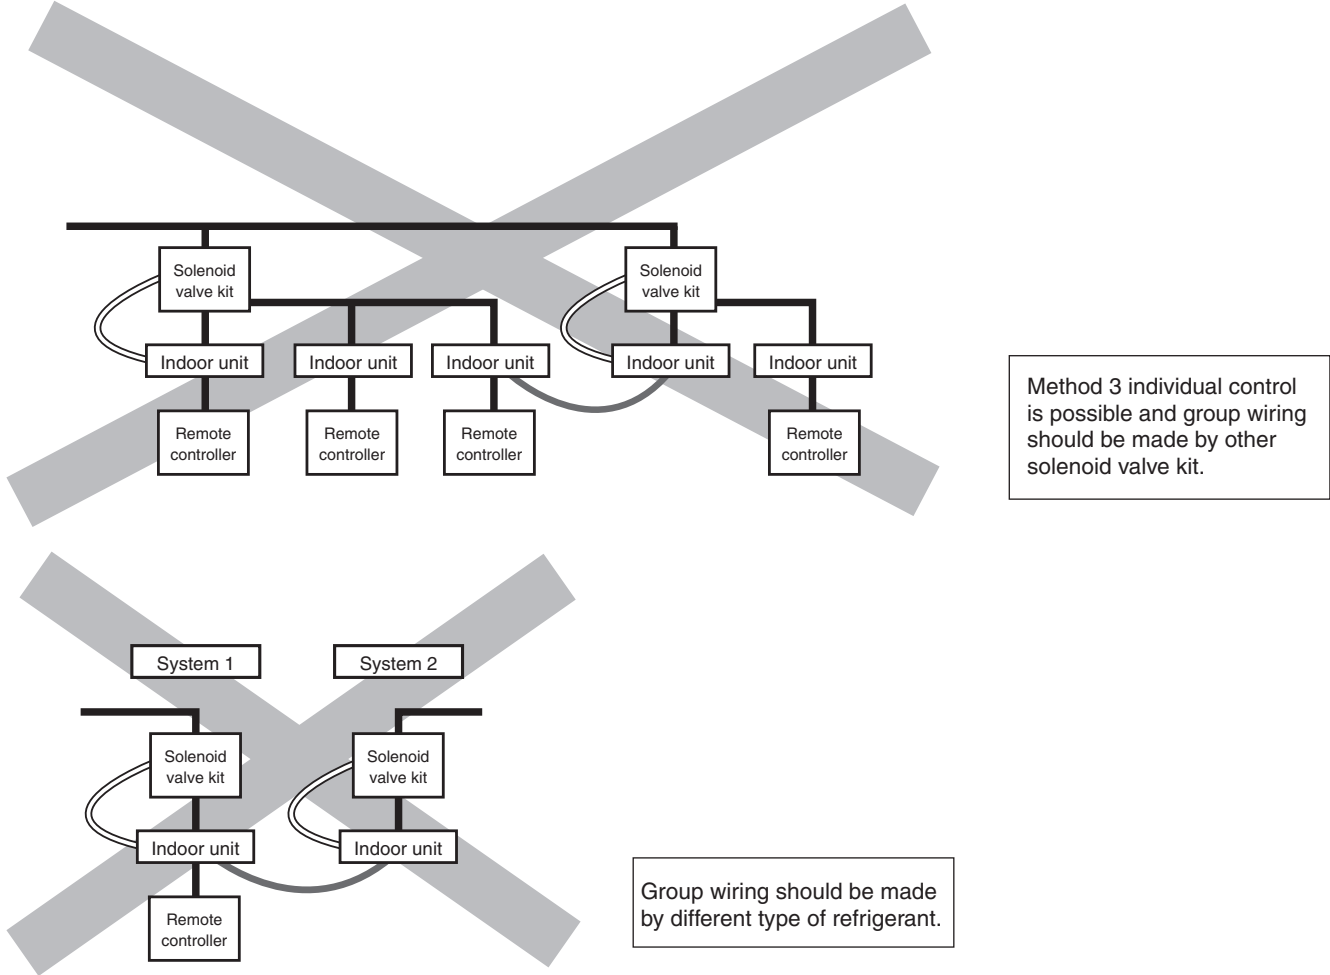 Solenoid
valve kit
Solenoid
valve kit
Indoor unit
Indoor unit
Indoor unit
Indoor unit
Indoor unit
Remote
controller
Remote
controller
Remote
controller
Remote
controller
Method 3 individual control
is possible and group wiring
should be made by other
solenoid valve kit.
System 1
System 2
Solenoid
valve kit
Solenoid
valve kit
Indoor unit
Indoor unit
Remote
controller
Group wiring should be made
by different type of refrigerant.